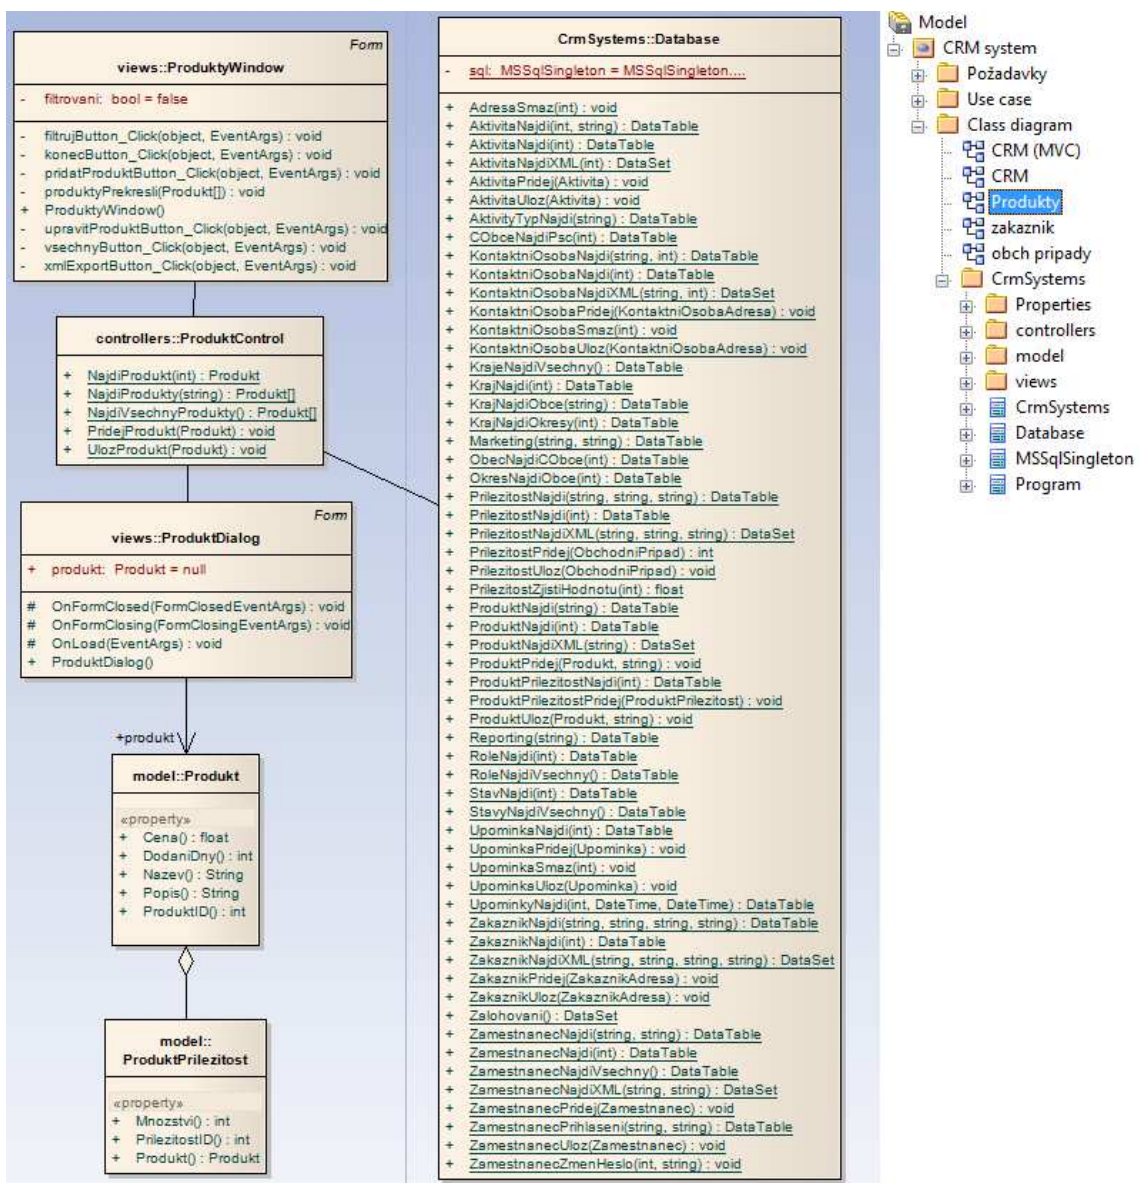 Form
views::ProduktyWindow
- filtrovani: bool = false
- filtrujButton_Click(object, EventArgs) : void
- konecButton_Click(object, EventArgs) : void
- pridatProduktButton_Click(object, EventArgs) : void
- produktyPrekresli(Produkt[]) : void
+ ProduktyWindow()
- upravitProduktButton_Click(object, EventArgs) : void
- vsechnyButton_Click(object, EventArgs) : void
- xmlExportButton_Click(object, EventArgs) : void
controllers::ProduktControl
+ NajdiProdukt(int) : Produkt
+ NajdiProdukty(string) : Produkt[]
+ NajdiVsechnyProdukty() : Produkt[]
+ PridejProdukt(Produkt) : void
+ UlozProdukt(Produkt) : void
Form
views::ProduktDialog
+ produkt: Produkt = null
# OnFormClosed(FormClosedEventArgs) : void
# OnFormClosing(FormClosingEventArgs) : void
# OnLoad(EventArgs) : void
+ ProduktDialog()
+produkt
model::Produkt
«property»
+ Cena() : float
+ DodaniDny() : int
+ Nazev() : String
+ Popis() : String
+ ProduktID() : int
model::
ProduktPrilezitost
«property»
+ Mnozstvi() : int
+ PrilezitostID() : int
+ Produkt() : Produkt
CrmSystems::Database
- sql: MSSqlSingleton = MSSqlSingleton....
+ AdresaSmaz(int) : void
+ AktivitaNajdi(int, string) : DataTable
+ AktivitaNajdi(int) : DataTable
+ AktivitaNajdiXML(int) : DataSet
+ AktivitaPridej(Aktivita) : void
+ AktivitaUloz(Aktivita) : void
+ AktivityTypNajdi(string) : DataTable
+ CObceNajdiPsc(int) : DataTable
+ KontaktniOsobaNajdi(string, int) : DataTable
+ KontaktniOsobaNajdi(int) : DataTable
+ KontaktniOsobaNajdiXML(string, int) : DataSet
+ KontaktniOsobaPridej(KontaktniOsobaAdresa) : void
+ KontaktniOsobaSmaz(int) : void
+ KontaktniOsobaUloz(KontaktniOsobaAdresa) : void
+ KrajeNajdiVsechny() : DataTable
+ KrajNajdi(int) : DataTable
+ KrajNajdiObce(string) : DataTable
+ KrajNajdiOkresy(int) : DataTable
+ Marketing(string, string) : DataTable
+ ObecNajdiCObce(int) : DataTable
+ OkresNajdiObce(int) : DataTable
+ PrilezitostNajdi(string, string, string) : DataTable
+ PrilezitostNajdi(int) : DataTable
+ PrilezitostNajdiXML(string, string, string) : DataSet
+ PrilezitostPridej(ObchodniPripad) : int
+ PrilezitostUloz(ObchodniPripad) : void
+ PrilezitostZjistiHodnotu(int) : float
+ ProduktNajdi(string) : DataTable
+ ProduktNajdi(int) : DataTable
+ ProduktNajdiXML(string) : DataSet
+ ProduktPridej(Produkt, string) : void
+ ProduktPrilezitostNajdi(int) : DataTable
+ ProduktPrilezitostPridej(ProduktPrilezitost) : void
+ ProduktUloz(Produkt, string) : void
+ Reporting(string) : DataTable
+ RoleNajdi(int) : DataTable
+ RoleNajdiVsechny() : DataTable
+ StavNajdi(int) : DataTable
+ StavyNajdiVsechny() : DataTable
+ UpominkaNajdi(int) : DataTable
+ UpominkaPridej(Upominka) : void
+ UpominkaSmaz(int) : void
+ UpominkaUloz(Upominka) : void
+ UpominkyNajdi(int, DateTime, DateTime) : DataTable
+ ZakaznikNajdi(string, string, string, string) : DataTable
+ ZakaznikNajdi(int) : DataTable
+ ZakaznikNajdiXML(string, string, string, string) : DataSet
+ ZakaznikPridej(ZakaznikAdresa) : void
+ ZakaznikUloz(ZakaznikAdresa) : void
+ Zalohovani() : DataSet
+ ZamestnanecNajdi(string, string) : DataTable
+ ZamestnanecNajdi(int) : DataTable
+ ZamestnanecNajdiVsechny() : DataTable
+ ZamestnanecNajdiXML(string, string) : DataSet
+ ZamestnanecPridej(Zamestnanec) : void
+ ZamestnanecPrihlaseni(string, string) : DataTable
+ ZamestnanecUloz(Zamestnanec) : void
+ ZamestnanecZmenHeslo(int, string) : void
Model
CRM system
Požadavky
Use case
Class diagram
CRM (MVC)
CRM
Produkty
zakaznik
obch pripady
CrmSystems
Properties
controllers
model
views
CrmSystems
Database
MSSqlSingleton
Program